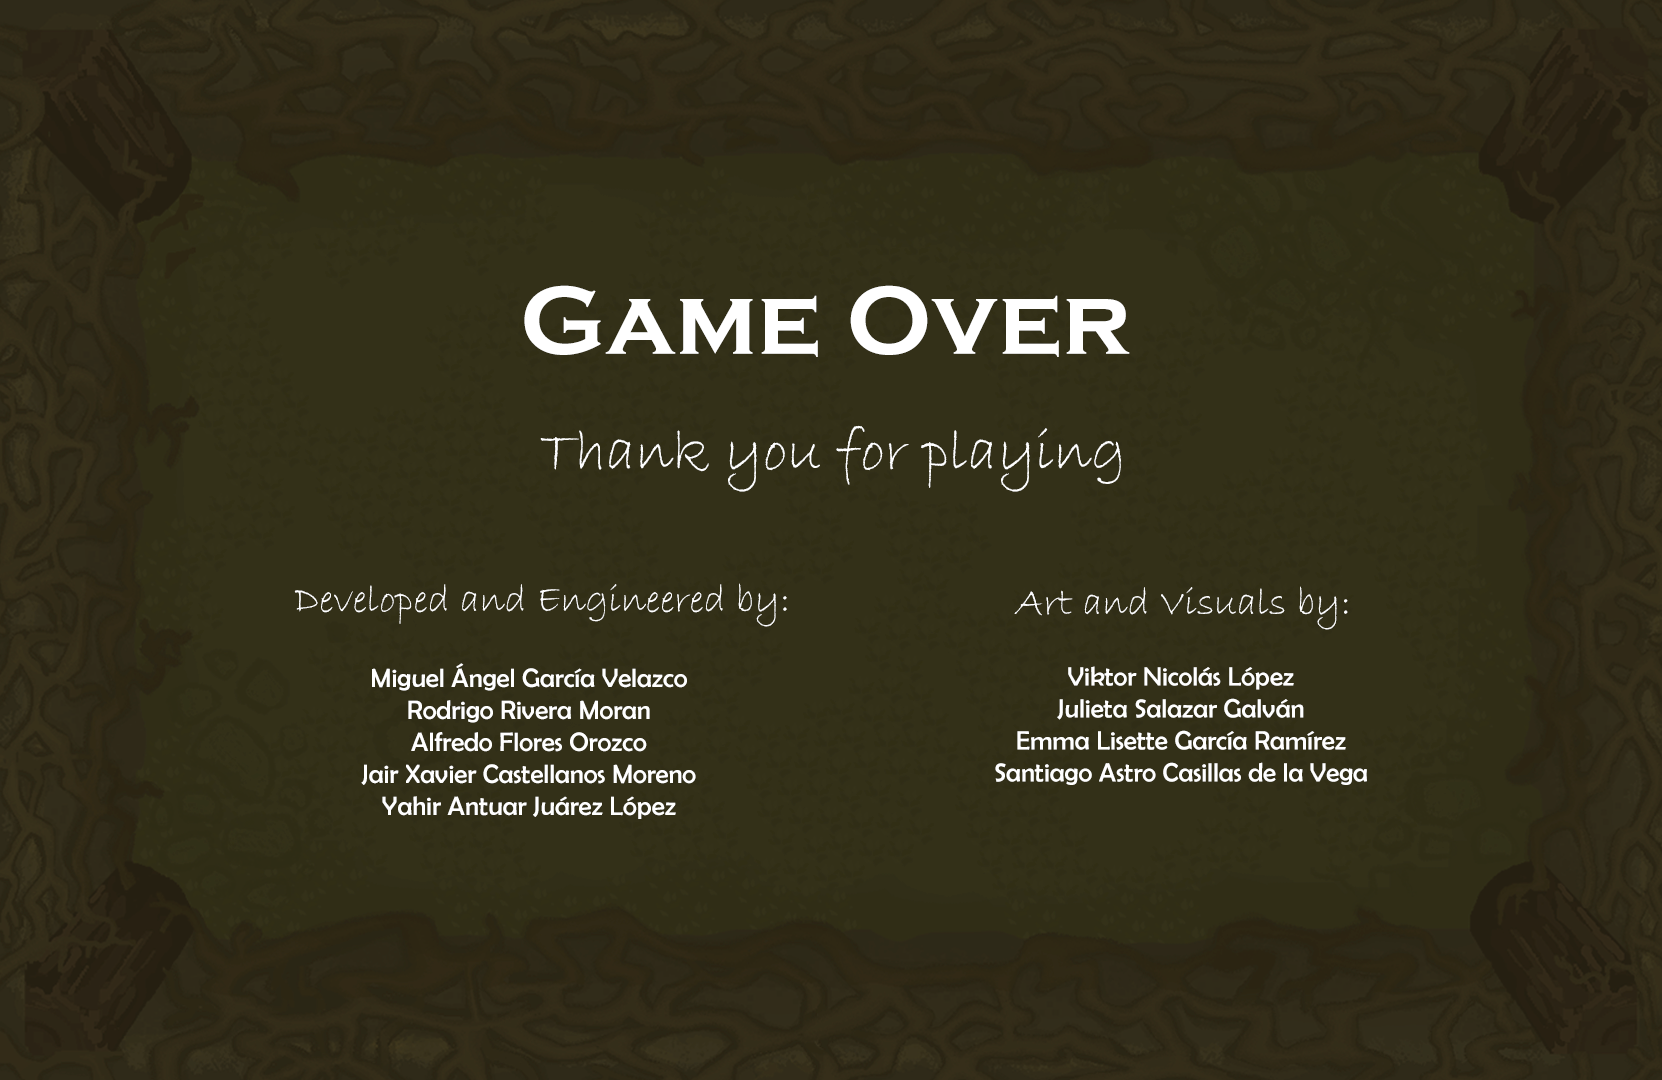 Game Over
Thank you for playing
Developed and Engineered by:
Miguel Ángel García Velazco
Rodrigo Rivera Moran
Alfredo Flores Orozco
Jair Xavier Castellanos Moreno
Yahir Antuar Juárez López
Art and Visuals by:
Viktor Nicolás López
Julieta Salazar Galván
Emma Lisette García Ramírez
Santiago Astro Casillas de la Vega